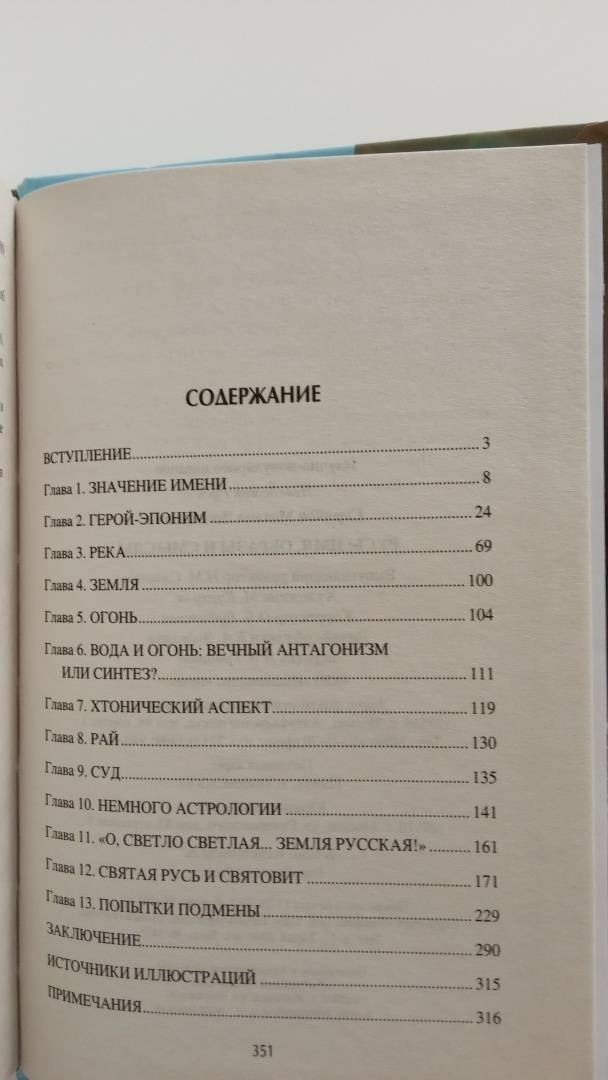 СОДЕРЖАНИЕ
ВСТУПЛЕНИЕ 3
Глава 1. ЗНАЧЕНИЕ ИМЕНИ 8
Глава 2. ГЕРОЙ-ЭПОНИМ 24
Глава 3. РЕКА 69
Глава 4. ЗЕМЛЯ 100
Глава 5. ОГОНЬ 104
Глава 6. ВОДА И ОГОНЬ: ВЕЧНЫЙ АНТАГОНИЗМ
ИЛИ СИНТЕЗ? 111
Глава 7. ХТОНИЧЕСКИЙ АСПЕКТ 119
Глава 8. РАЙ 130
Глава 9. СУД 135
Глава 10. НЕМНОГО АСТРОЛОГИИ 141
Глава 11. «О, СВЕТЛО СВЕТЛАЯ... ЗЕМЛЯ РУССКАЯ!» 161
Глава 12. СВЯТАЯ РУСЬ И СВЯТОВИТ 171
Глава 13. ПОПЫТКИ ПОДМЕНЫ 229
ЗАКЛЮЧЕНИЕ 290
ИСТОЧНИКИ ИЛЛЮСТРАЦИЙ 315
ПРИМЕЧАНИЯ 316
351